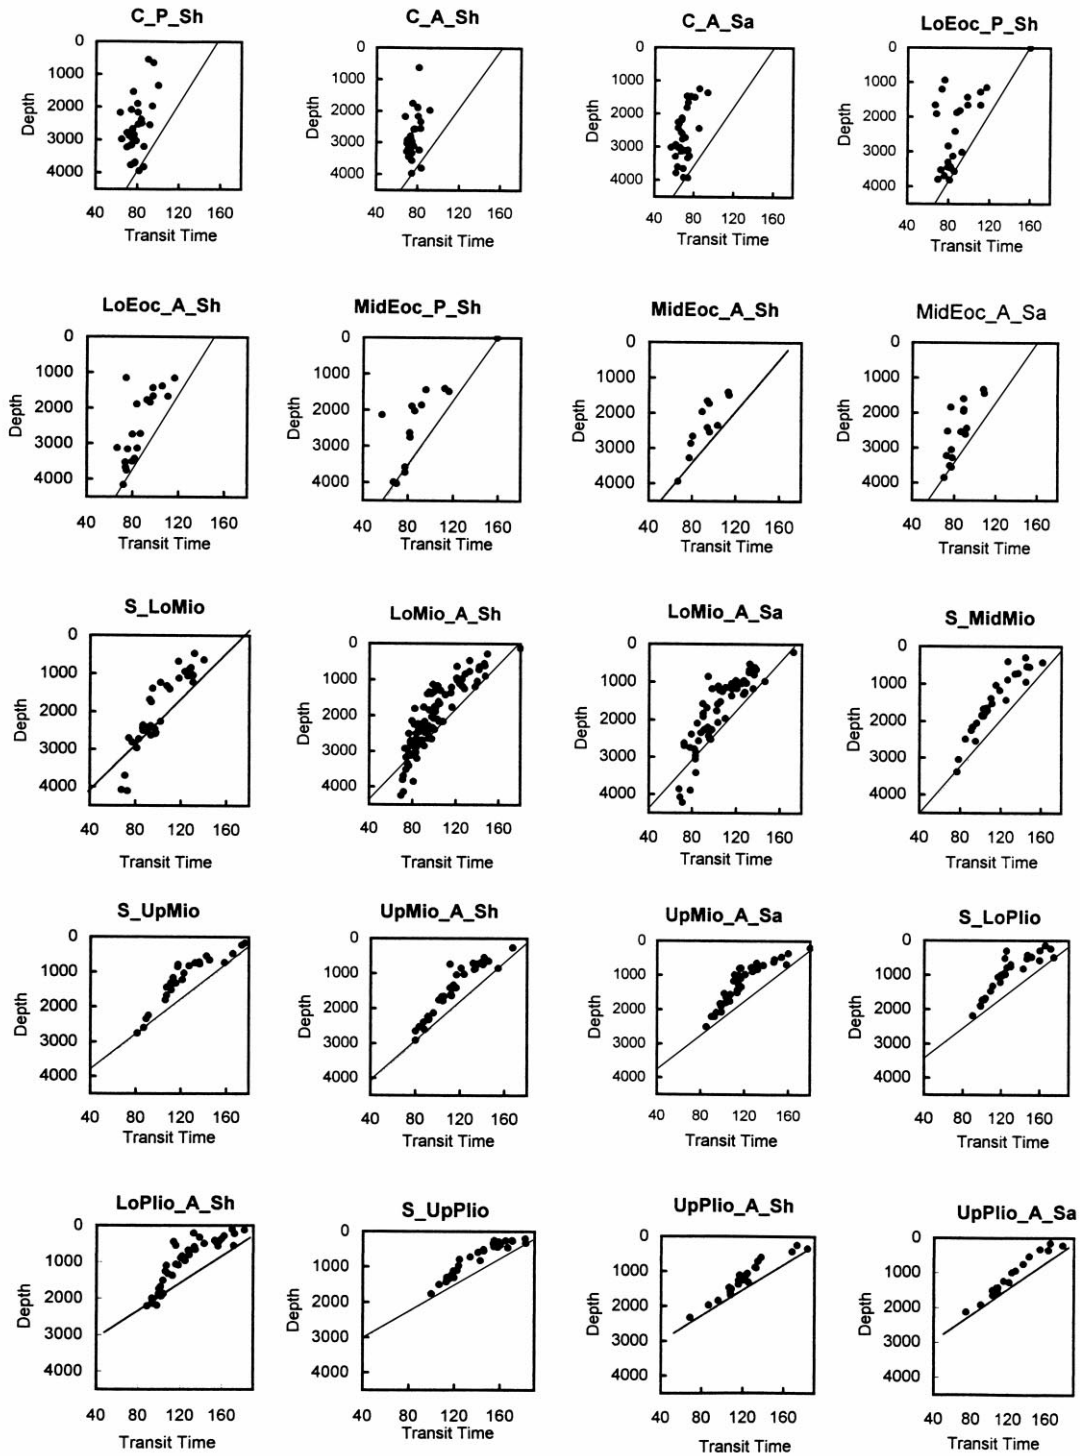 C_P_Sh
0
1000
2000
3000
4000
Depth
40 80 120 160
Transit Time
C_A_Sh
0
1000
2000
3000
4000
Depth
40 80 120 160
Transit Time
C_A_Sa
0
1000
2000
3000
4000
Depth
40 80 120 160
Transit Time
LoEoc_P_Sh
0
1000
2000
3000
4000
Depth
40 80 120 160
Transit Time
LoEoc_A_Sh
0
1000
2000
3000
4000
Depth
40 80 120 160
Transit Time
MidEoc_P_Sh
0
1000
2000
3000
4000
Depth
40 80 120 160
Transit Time
MidEoc_A_Sh
0
1000
2000
3000
4000
Depth
40 80 120 160
Transit Time
MidEoc_A_Sa
0
1000
2000
3000
4000
Depth
40 80 120 160
Transit Time
S_LoMio
0
1000
2000
3000
4000
Depth
40 80 120 160
Transit Time
LoMio_A_Sh
0
1000
2000
3000
4000
Depth
40 80 120 160
Transit Time
LoMio_A_Sa
0
1000
2000
3000
4000
Depth
40 80 120 160
Transit Time
S_MidMio
0
1000
2000
3000
4000
Depth
40 80 120 160
Transit Time
S_UpMio
0
1000
2000
3000
4000
Depth
40 80 120 160
Transit Time
UpMio_A_Sh
0
1000
2000
3000
4000
Depth
40 80 120 160
Transit Time
UpMio_A_Sa
0
1000
2000
3000
4000
Depth
40 80 120 160
Transit Time
S_LoPlio
0
1000
2000
3000
4000
Depth
40 80 120 160
Transit Time
LoPlio_A_Sh
0
1000
2000
3000
4000
Depth
40 80 120 160
Transit Time
S_UpPlio
0
1000
2000
3000
4000
Depth
40 80 120 160
Transit Time
UpPlio_A_Sh
0
1000
2000
3000
4000
Depth
40 80 120 160
Transit Time
UpPlio_A_Sa
0
1000
2000
3000
4000
Depth
40 80 120 160
Transit Time